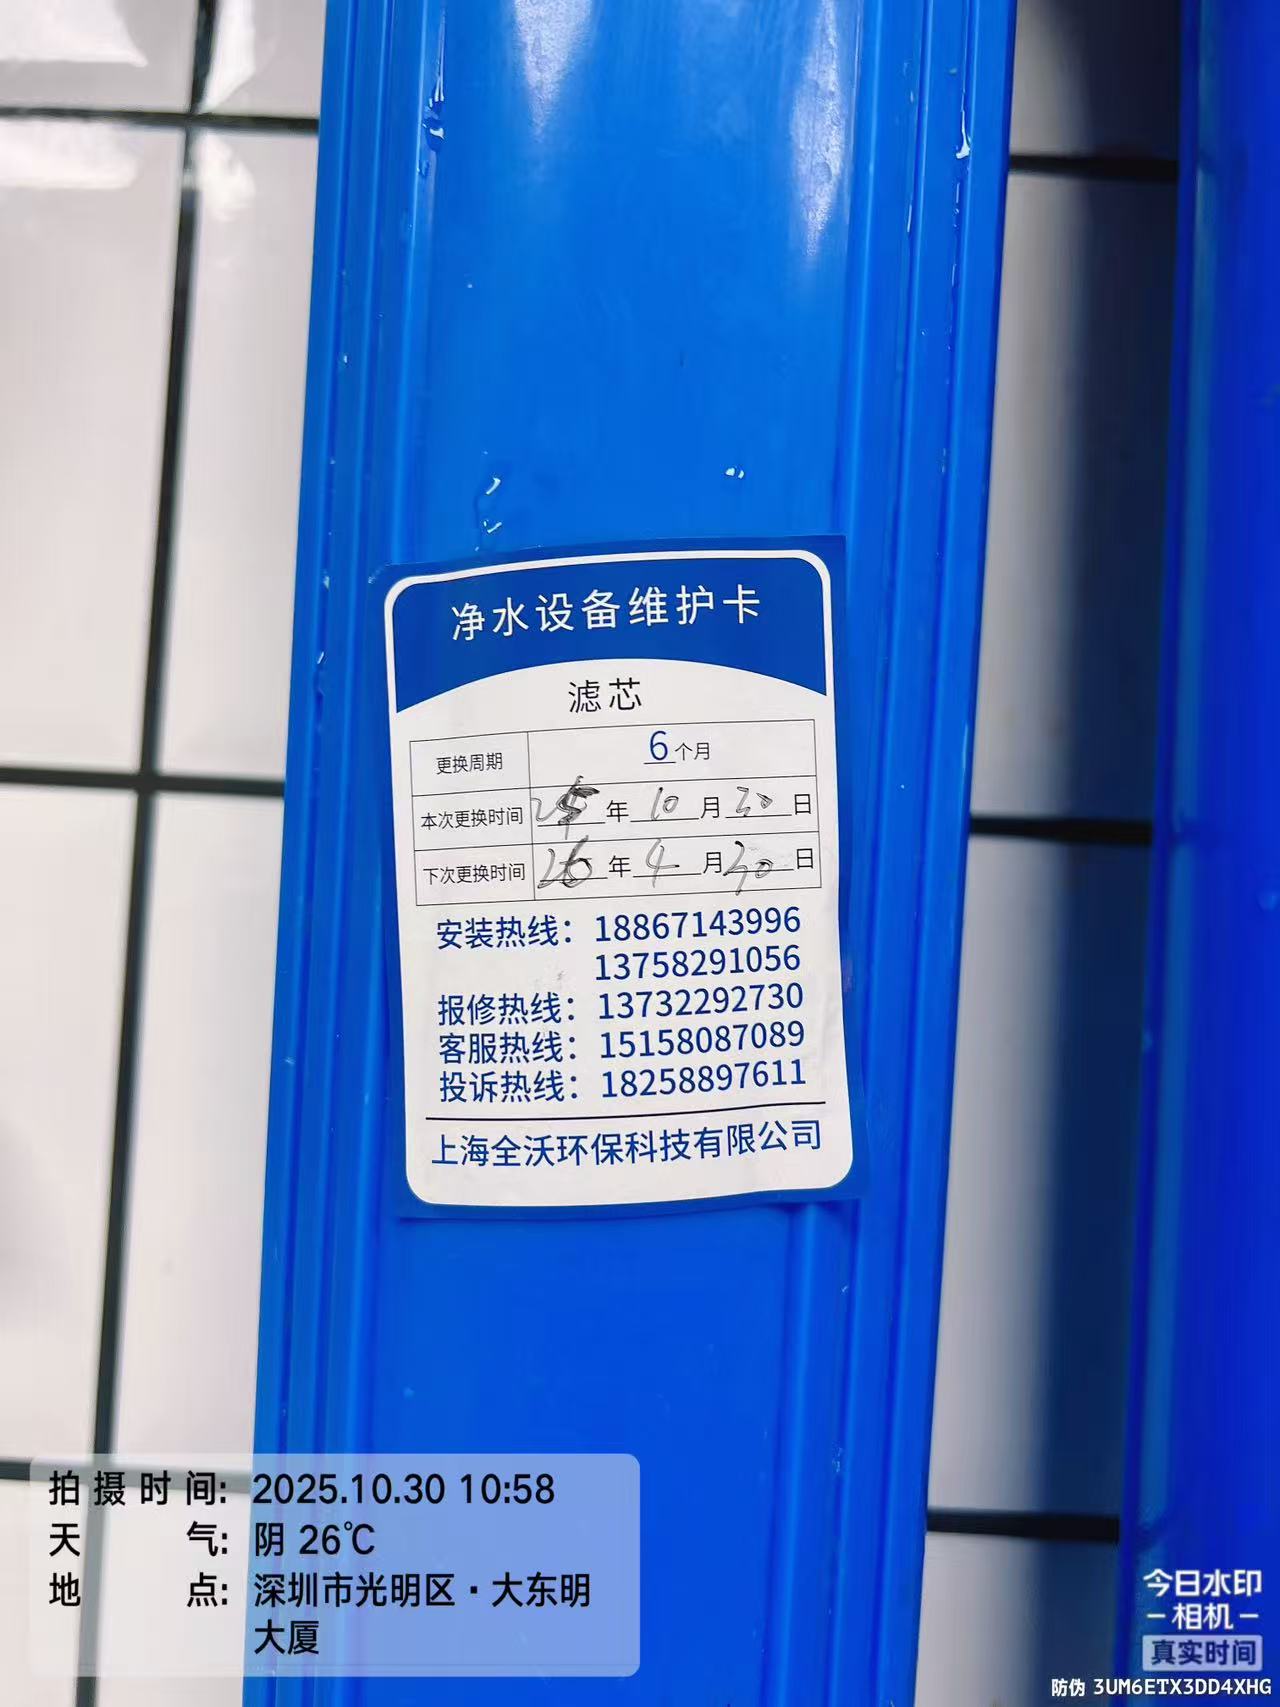 净水设备维护卡
滤芯
更换周期 6个月
本次更换时间 25年10月30日
下次更换时间 26年4月30日
安装热线：18867143996
13758291056
报修热线：13732292730
客服热线：15158087089
投诉热线：18258897611
上海全沃环保科技有限公司
拍摄时间：2025.10.30 10:58
天气：阴 26℃
地点：深圳市光明区·大东明
大厦
今日水印
-相机-
真实时间
防伪 3UM6ETX3DD4XHG